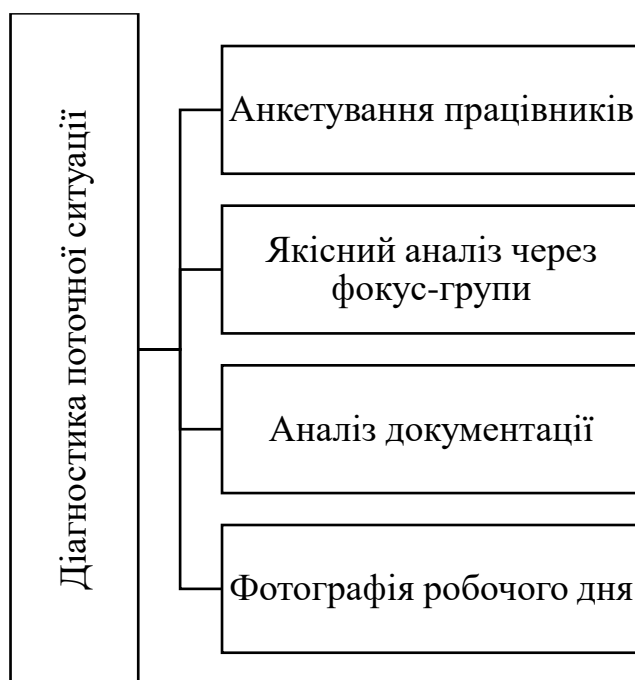 Діагностика поточної ситуації
Анкетування працівників
Якісний аналіз через
фокус-групи
Аналіз документації
Фотографія робочого дня